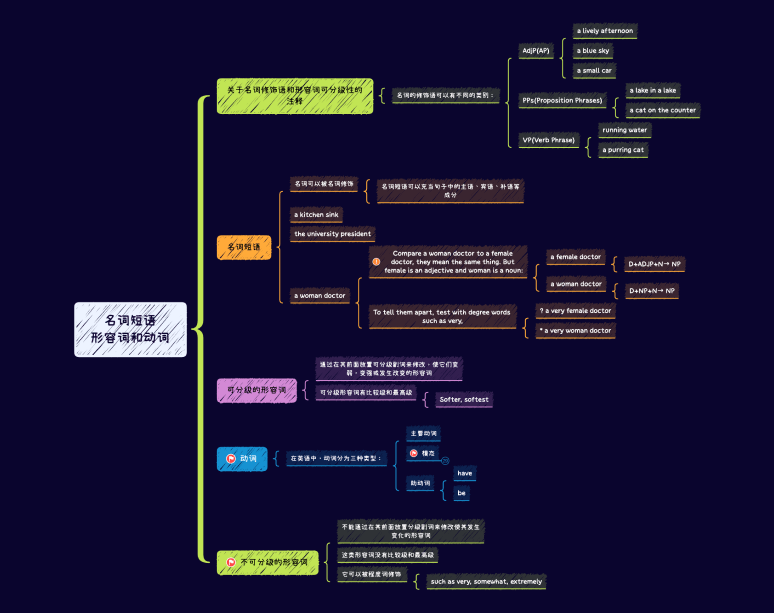 名词短语
形容词和动词
关于名词修饰语和形容词可分级性的
注释
名词的修饰语可以有不同的类别：
AdjP(AP)
a lively afternoon
a blue sky
a small car
PPs(Proposition Phrases)
a lake in a lake
a cat on the counter
VP(Verb Phrase)
running water
a purring cat
名词短语
名词可以被名词修饰
名词短语可以充当句子中的主语、宾语、补语等
成分
a kitchen sink
the university president
a woman doctor
Compare a woman doctor to a female
doctor, they mean the same thing. But
female is an adjective and woman is a noun:
a female doctor
D+ADJP+N→ NP
a woman doctor
D+NP+N→ NP
To tell them apart, test with degree words
such as very,
? a very female doctor
* a very woman doctor
可分级的形容词
通过在其前面放置可分级副词来修改，使它们变
弱、变强或发生改变的形容词
可分级形容词有比较级和最高级
Softer, softest
动词
在英语中，动词分为三种类型：
主要动词
情态
助动词
have
be
不可分级的形容词
不能通过在其前面放置分级副词来修改使其发生
变化的形容词
这类形容词没有比较级和最高级
它可以被程度词修饰
such as very, somewhat, extremely